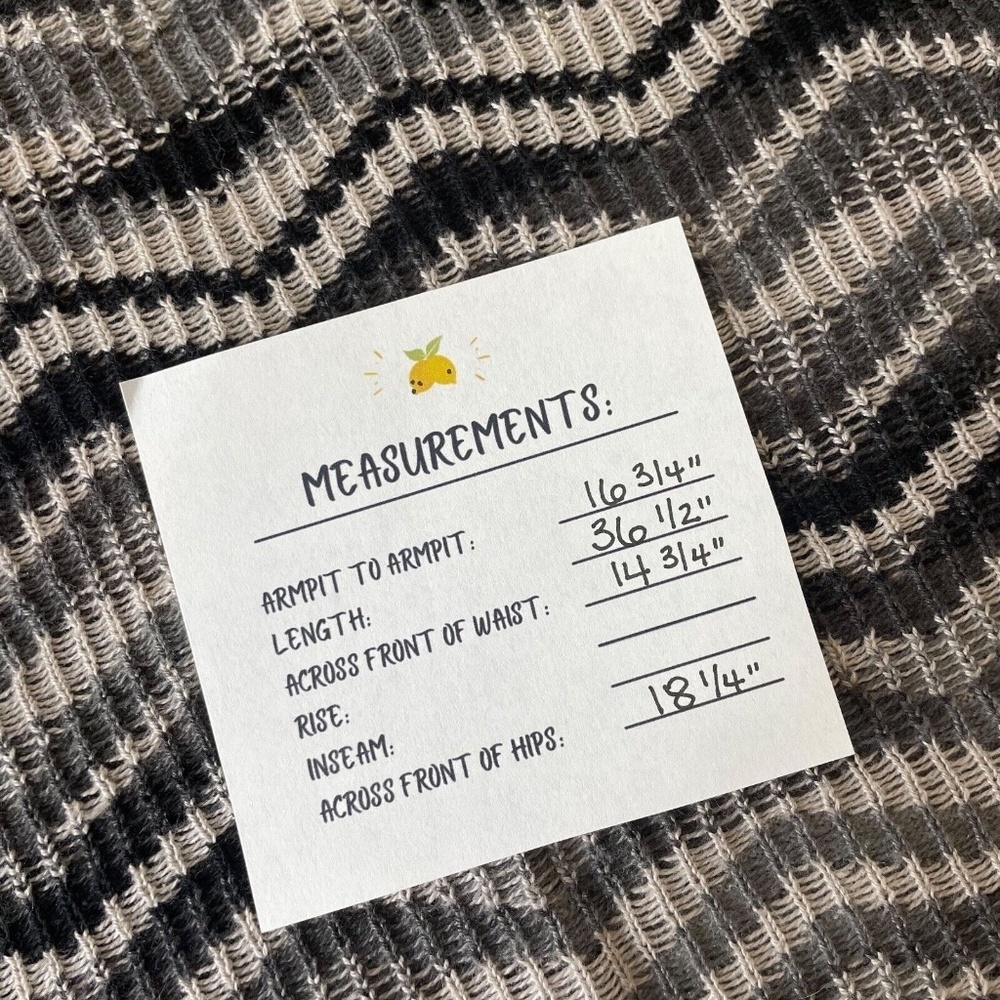 MEASUREMENTS:
ARMPIT TO ARMPIT: 16 3/4"
LENGTH: 36 1/2"
ACROSS FRONT OF WAIST: 14 3/4"
RISE:
INSEAM:
ACROSS FRONT OF HIPS: 18 1/4"